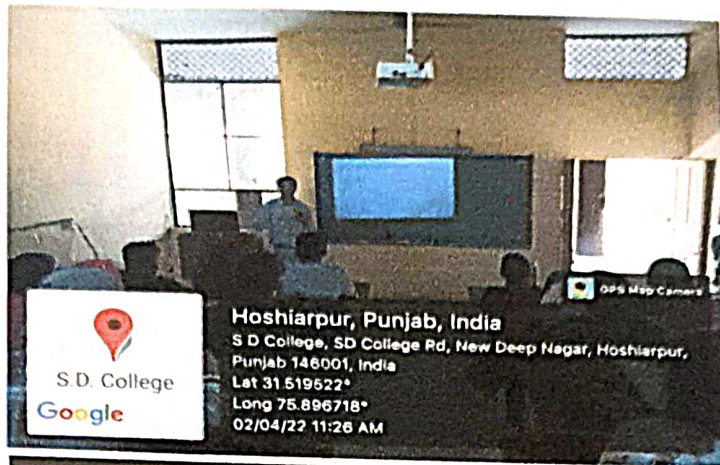 GPS Map Camera
S.D. College
Google
Hoshiarpur, Punjab, India
S D College, SD College Rd, New Deep Nagar, Hoshiarpur,
Punjab 146001, India
Lat 31.519522°
Long 75.896718°
02/04/22 11:26 AM